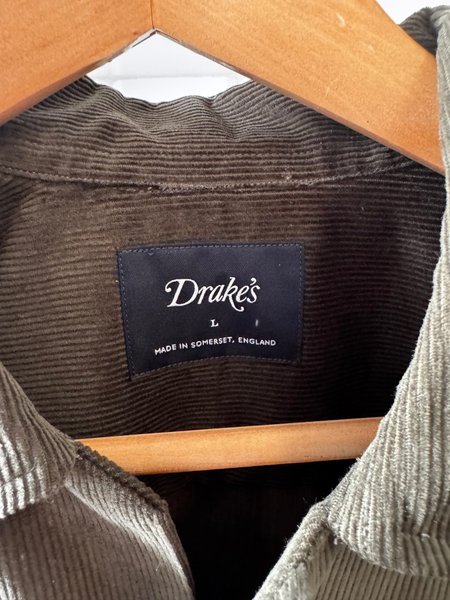 Drake's
L
MADE IN SOMERSET, ENGLAND